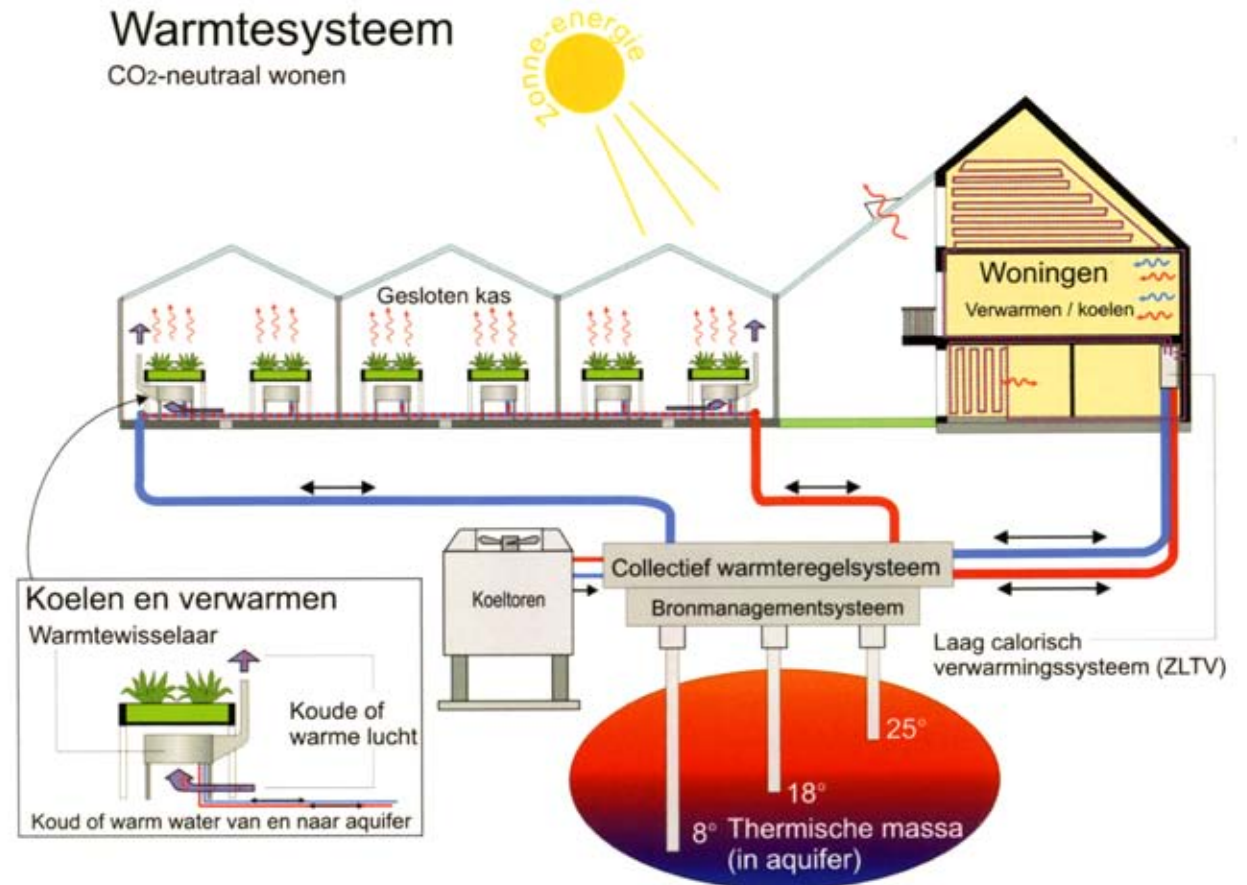 Warmtesysteem
CO2-neutraal wonen
Zonne-energie
Gesloten kas
Woningen
Verwarmen / koelen
Koeltoren
Collectief warmteregelsysteem
Bronmanagementsysteem
Laag calorisch
verwarmingssysteem (ZLTV)
Koelen en verwarmen
Warmtewisselaar
Koude of
warme lucht
Koud of warm water van en naar aquifer
25°
18°
8° Thermische massa
(in aquifer)